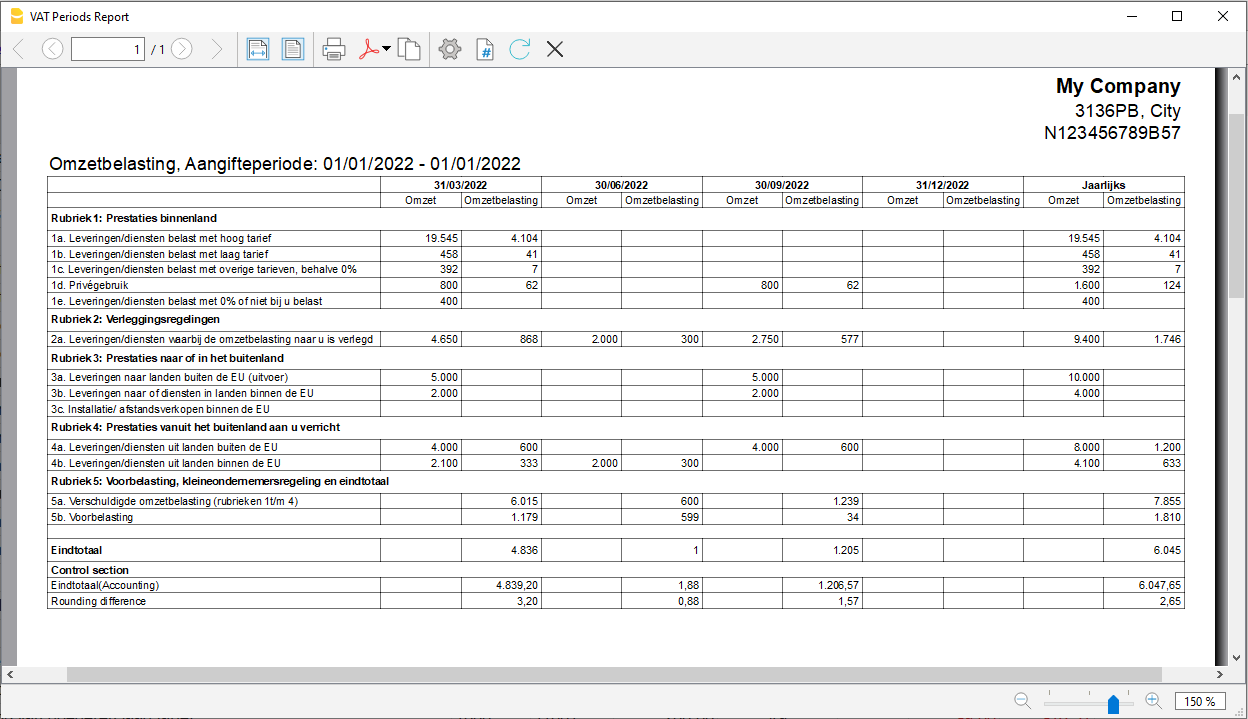 VAT Periods Report
1 / 1
My Company
3136PB, City
N123456789B57
Omzetbelasting, Aangifteperiode: 01/01/2022 - 01/01/2022
31/03/2022 30/06/2022 30/09/2022 31/12/2022 Jaarlijks
Omzet Omzetbelasting Omzet Omzetbelasting Omzet Omzetbelasting Omzet Omzetbelasting Omzet Omzetbelasting
Rubriek 1: Prestaties binnenland
1a. Leveringen/diensten belast met hoog tarief 19.545 4.104 19.545 4.104
1b. Leveringen/diensten belast met laag tarief 458 41 458 41
1c. Leveringen/diensten belast met overige tarieven, behalve 0% 392 7 392 7
1d. Privégebruik 800 62 800 62 1.600 124
1e. Leveringen/diensten belast met 0% of niet bij u belast 400 400
Rubriek 2: Verleggingsregelingen
2a. Leveringen/diensten waarbij de omzetbelasting naar u is verlegd 4.650 868 2.000 300 2.750 577 9.400 1.746
Rubriek 3: Prestaties naar of in het buitenland
3a. Leveringen naar landen buiten de EU (uitvoer) 5.000 5.000 10.000
3b. Leveringen naar of diensten in landen binnen de EU 2.000 2.000 4.000
3c. Installatie/ afstandsverkopen binnen de EU
Rubriek 4: Prestaties vanuit het buitenland aan u verricht
4a. Leveringen/diensten uit landen buiten de EU 4.000 600 4.000 600 8.000 1.200
4b. Leveringen/diensten uit landen binnen de EU 2.100 333 2.000 300 4.100 633
Rubriek 5: Voorbelasting, kleineondernemersregeling en eindtotaal
5a. Verschuldigde omzetbelasting (rubrieken 1t/m 4) 6.015 600 1.239 7.855
5b. Voorbelasting 1.179 599 34 1.810
Eindtotaal 4.836 1 1.205 6.045
Control section
Eindtotaal(Accounting) 4.839,20 1,88 1.206,57 6.047,65
Rounding difference 3,20 0,88 1,57 2,65
150 %